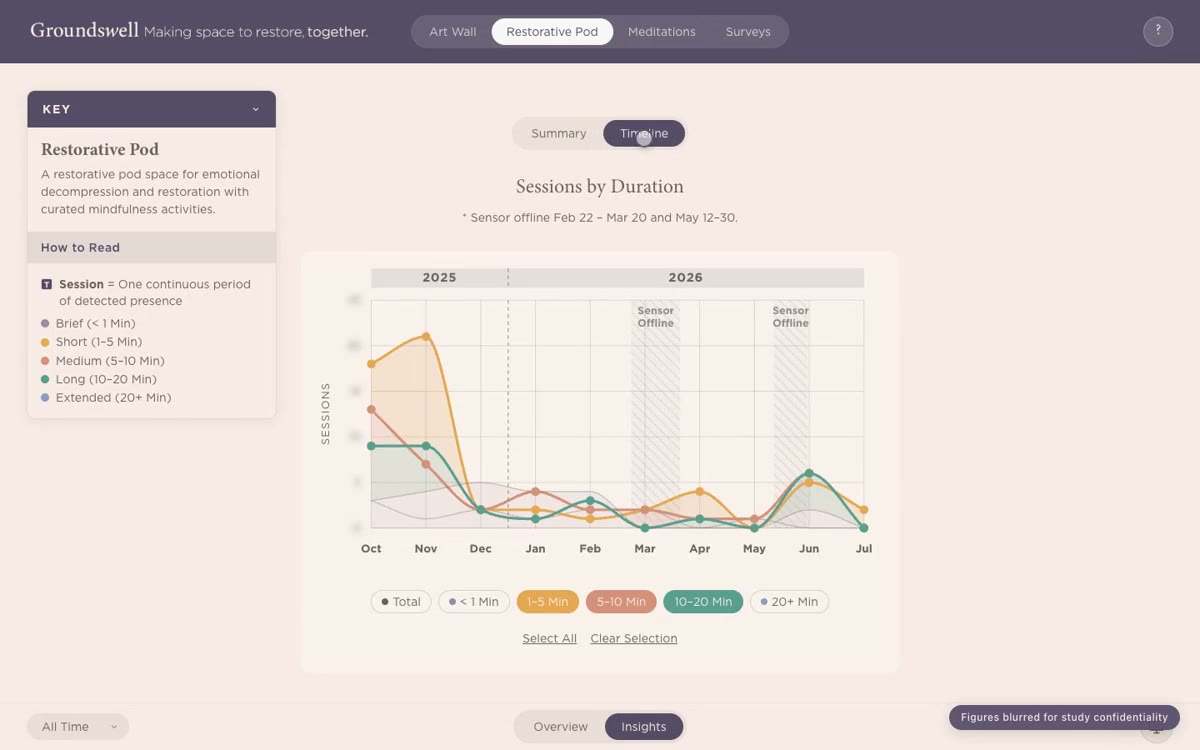 Groundswell Making space to restore, together.
Art Wall
Restorative Pod
Meditations
Surveys
?
KEY
Restorative Pod
A restorative pod space for emotional
decompression and restoration with
curated mindfulness activities.
How to Read
T Session = One continuous period
of detected presence
Brief (< 1 Min)
Short (1–5 Min)
Medium (5–10 Min)
Long (10–20 Min)
Extended (20+ Min)
Summary
Timeline
Sessions by Duration
* Sensor offline Feb 22 – Mar 20 and May 12–30.
2025
2026
Sensor
Offline
Sensor
Offline
SESSIONS
Oct Nov Dec Jan Feb Mar Apr May Jun Jul
Total
< 1 Min
1–5 Min
5–10 Min
10–20 Min
20+ Min
Select All
Clear Selection
All Time
Overview
Insights
Figures blurred for study confidentiality